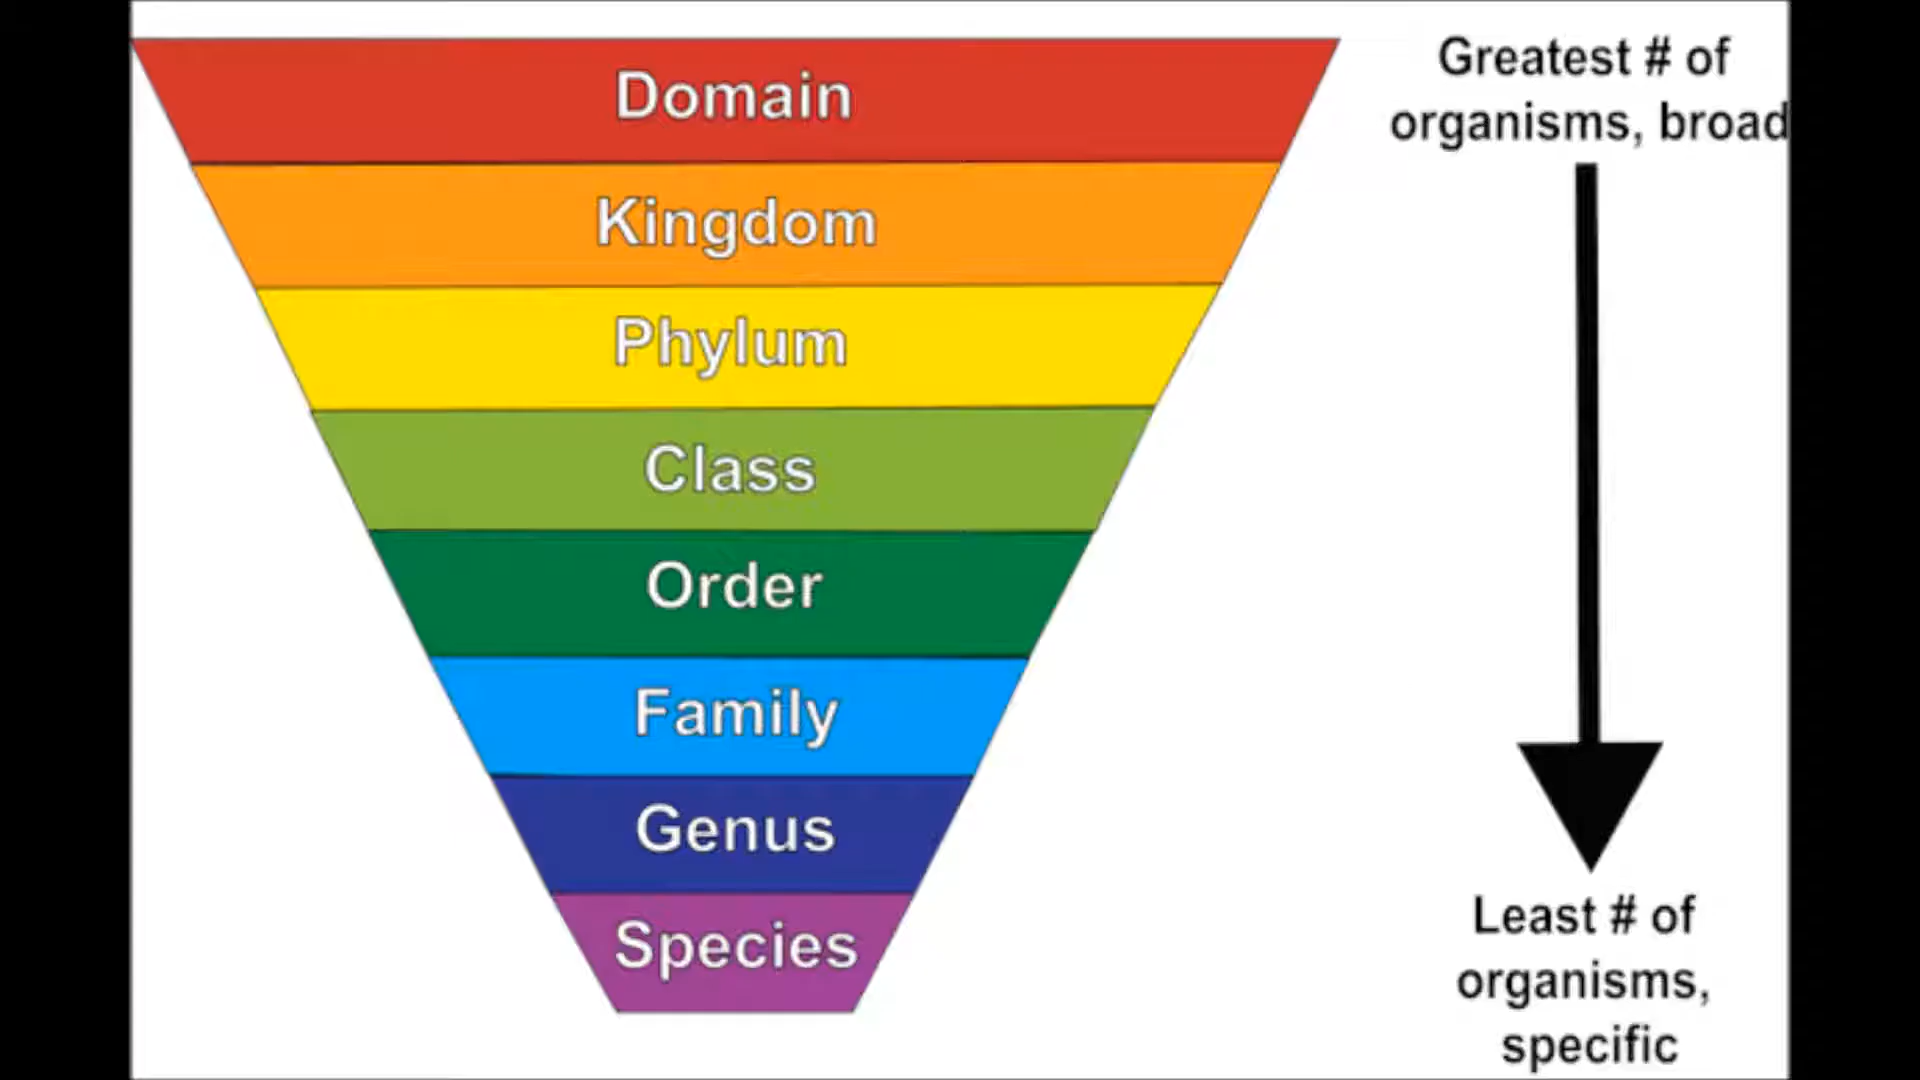 Domain
Kingdom
Phylum
Class
Order
Family
Genus
Species
Greatest # of
organisms, broad
Least # of
organisms,
specific